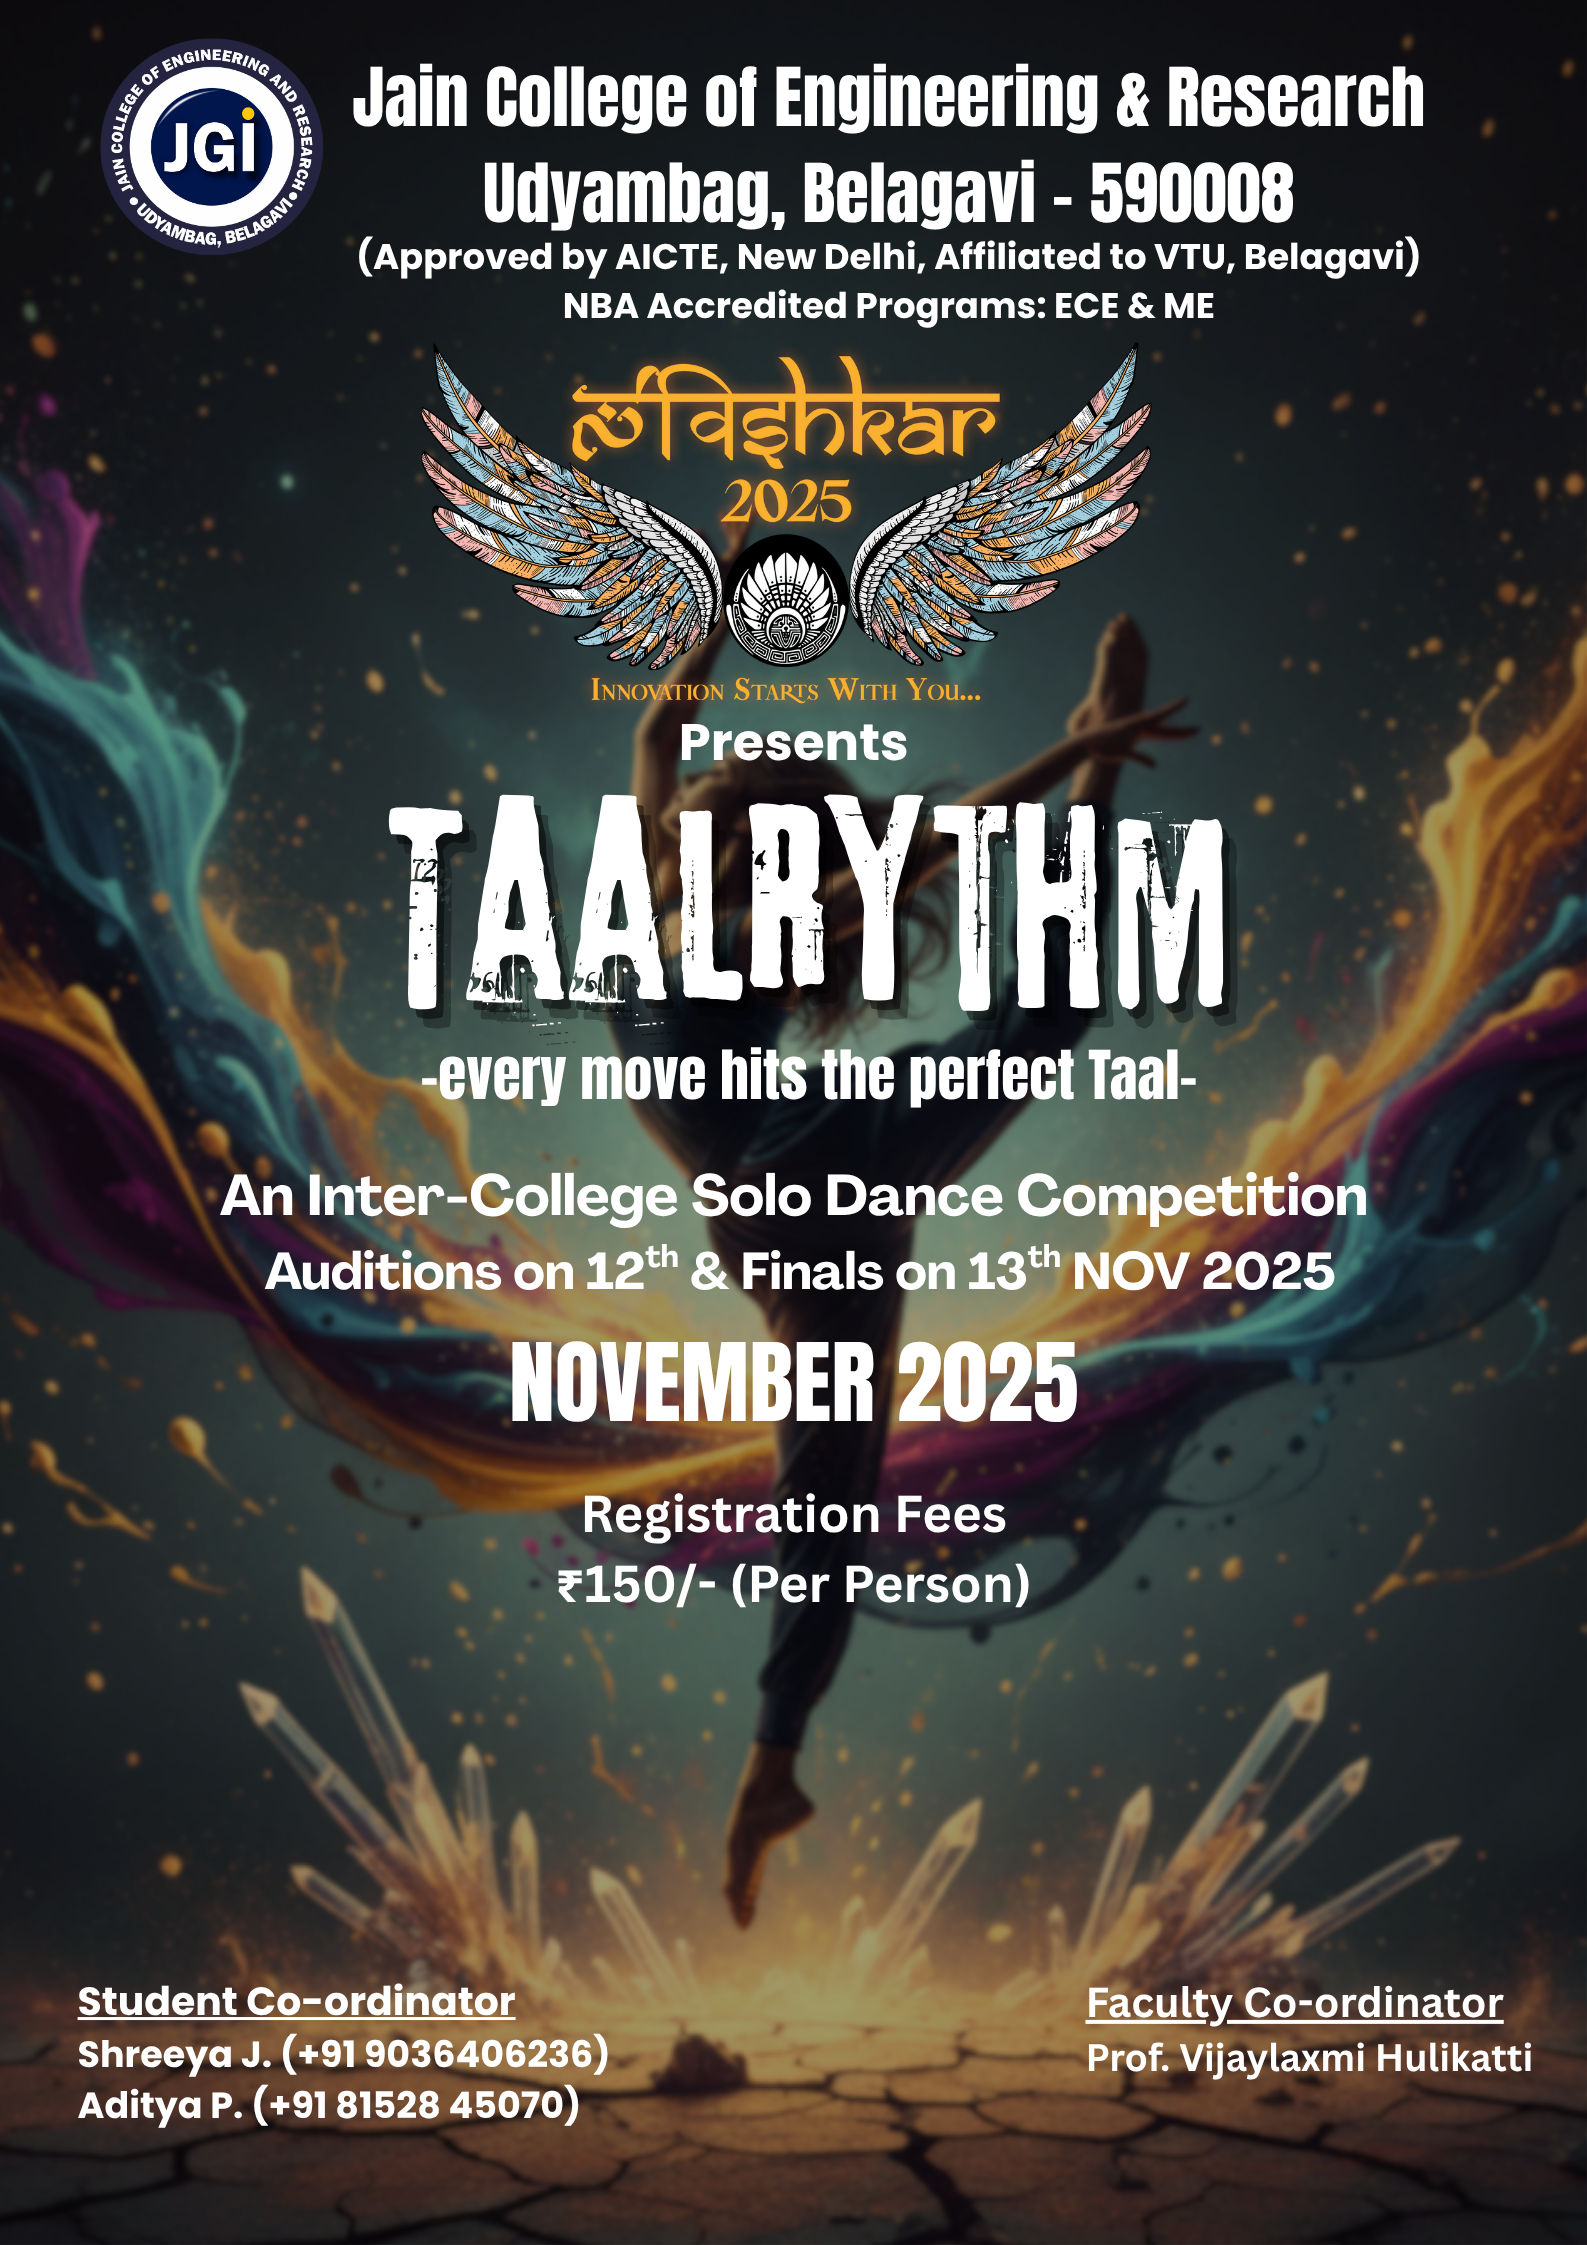 JAIN COLLEGE OF ENGINEERING AND RESEARCH
JGi
• UDYAMBAG, BELAGAVI •
Jain College of Engineering & Research
Udyambag, Belagavi - 590008
(Approved by AICTE, New Delhi, Affiliated to VTU, Belagavi)
NBA Accredited Programs: ECE & ME
2025
Innovation Starts With You...
Presents
TAALRYTHM
-every move hits the perfect Taal-
An Inter-College Solo Dance Competition
Auditions on 12th & Finals on 13th NOV 2025
NOVEMBER 2025
Registration Fees
₹150/- (Per Person)
Student Co-ordinator
Shreeya J. (+91 9036406236)
Aditya P. (+91 81528 45070)
Faculty Co-ordinator
Prof. Vijaylaxmi Hulikatti